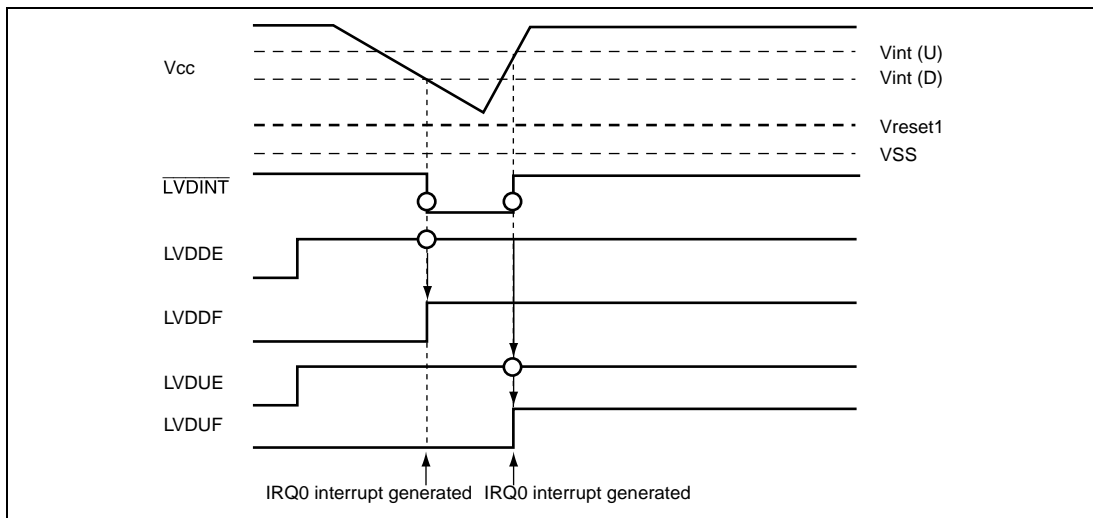 Vcc
Vint (U)
Vint (D)
Vreset1
VSS
LVDINT
LVDDE
LVDDF
LVDUE
LVDUF
IRQ0 interrupt generated IRQ0 interrupt generated